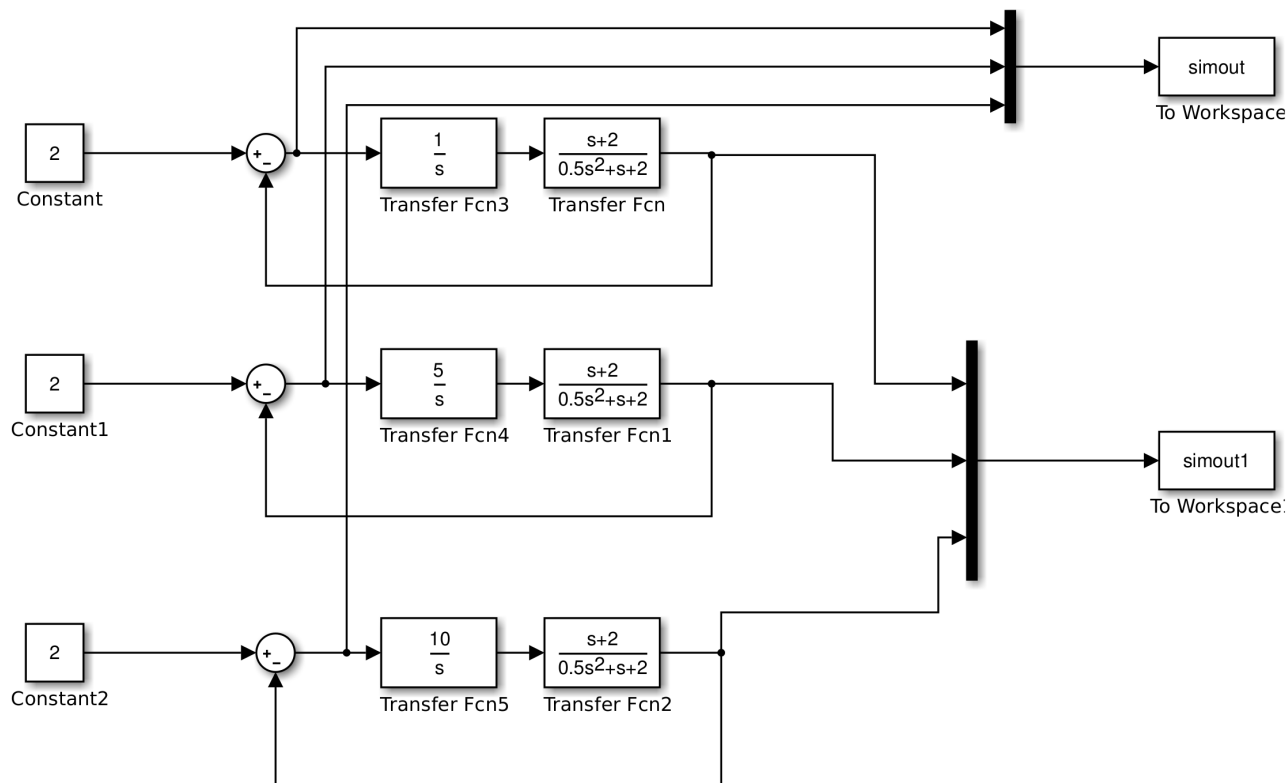 simout
To Workspace
2
Constant
+
−
1
s
Transfer Fcn3
s+2
0.5s²+s+2
Transfer Fcn
2
Constant1
+
−
5
s
Transfer Fcn4
s+2
0.5s²+s+2
Transfer Fcn1
simout1
To Workspace1
2
Constant2
+
−
10
s
Transfer Fcn5
s+2
0.5s²+s+2
Transfer Fcn2